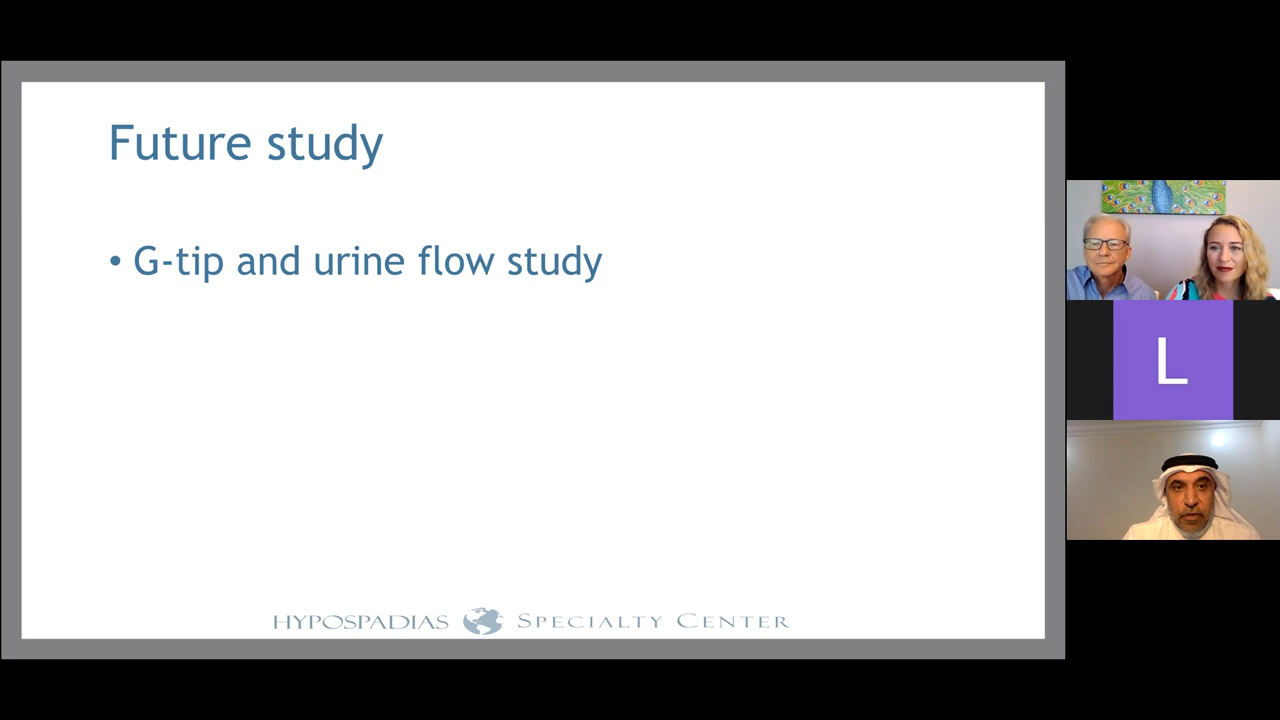 Future study
• G-tip and urine flow study
HYPOSPADIAS SPECIALTY CENTER
L